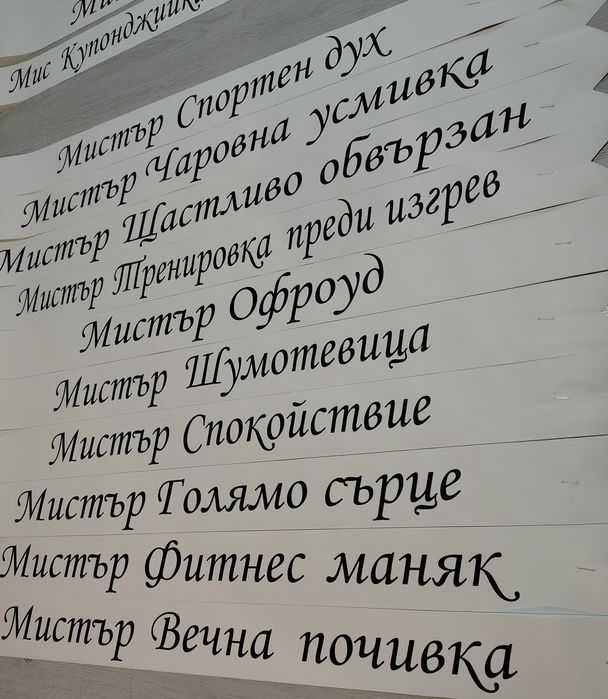 Мис Купонджийка
Мистър Спортен дух
Мистър Чаровна усмивка
Мистър Щастливо обвързан
Мистър Тренировка преди изгрев
Мистър Офроуд
Мистър Шумотевица
Мистър Спокойствие
Мистър Голямо сърце
Мистър Фитнес маняк
Мистър Вечна почивка